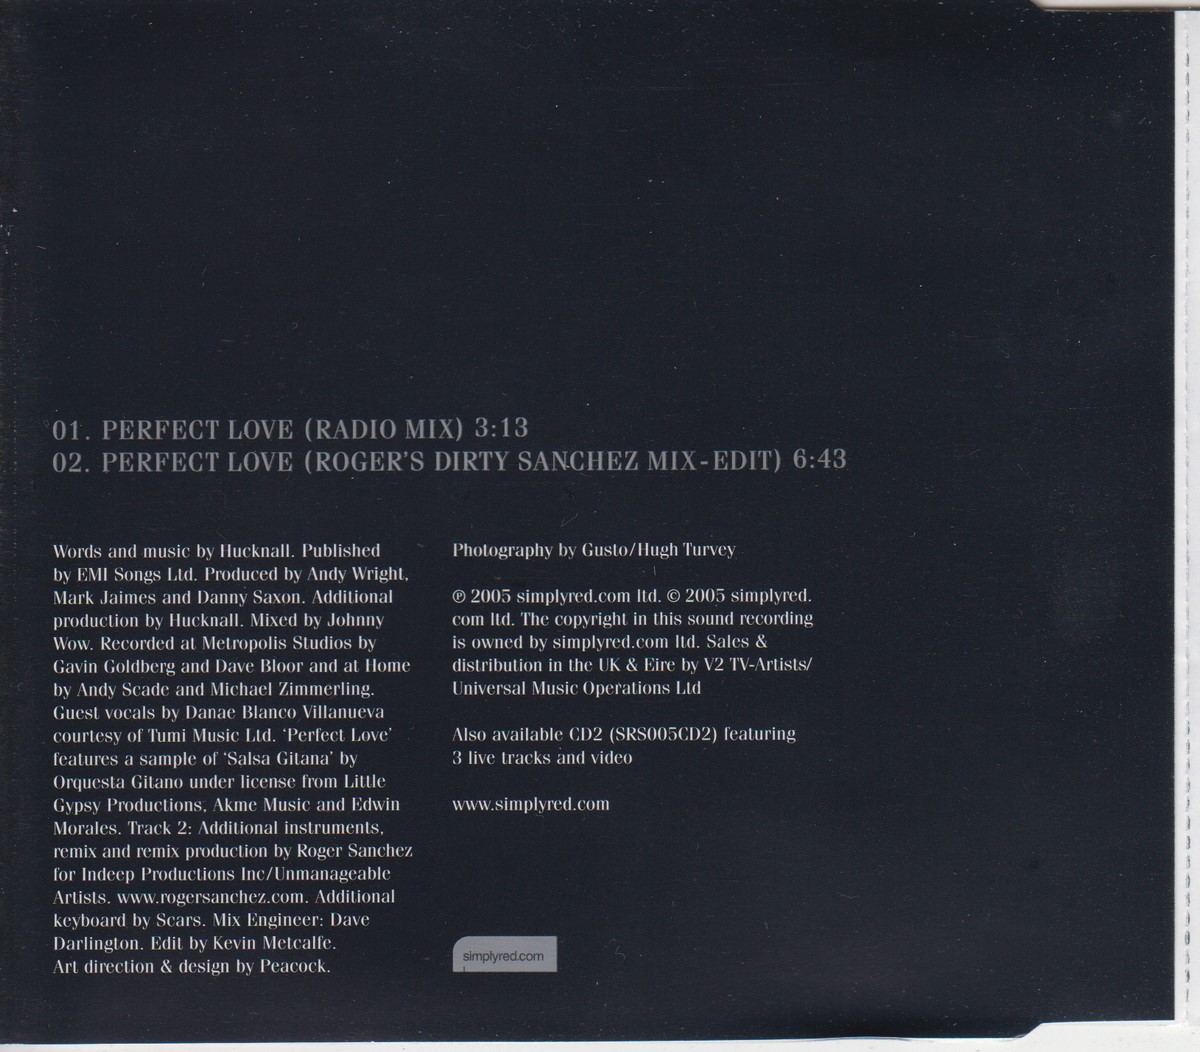 01. PERFECT LOVE (RADIO MIX) 3:13
02. PERFECT LOVE (ROGER'S DIRTY SANCHEZ MIX-EDIT) 6:43
Words and music by Hucknall. Published
by EMI Songs Ltd. Produced by Andy Wright,
Mark Jaimes and Danny Saxon. Additional
production by Hucknall. Mixed by Johnny
Wow. Recorded at Metropolis Studios by
Gavin Goldberg and Dave Bloor and at Home
by Andy Scade and Michael Zimmerling.
Guest vocals by Danae Blanco Villanueva
courtesy of Tumi Music Ltd. ‘Perfect Love’
features a sample of ‘Salsa Gitana’ by
Orquesta Gitano under license from Little
Gypsy Productions, Akme Music and Edwin
Morales. Track 2: Additional instruments,
remix and remix production by Roger Sanchez
for Indeep Productions Inc/Unmanageable
Artists. www.rogersanchez.com. Additional
keyboard by Scars. Mix Engineer: Dave
Darlington. Edit by Kevin Metcalfe.
Art direction & design by Peacock.
Photography by Gusto/Hugh Turvey
℗ 2005 simplyred.com ltd. © 2005 simplyred.
com ltd. The copyright in this sound recording
is owned by simplyred.com ltd. Sales &
distribution in the UK & Eire by V2 TV-Artists/
Universal Music Operations Ltd
Also available CD2 (SRS005CD2) featuring
3 live tracks and video
www.simplyred.com
simplyred.com